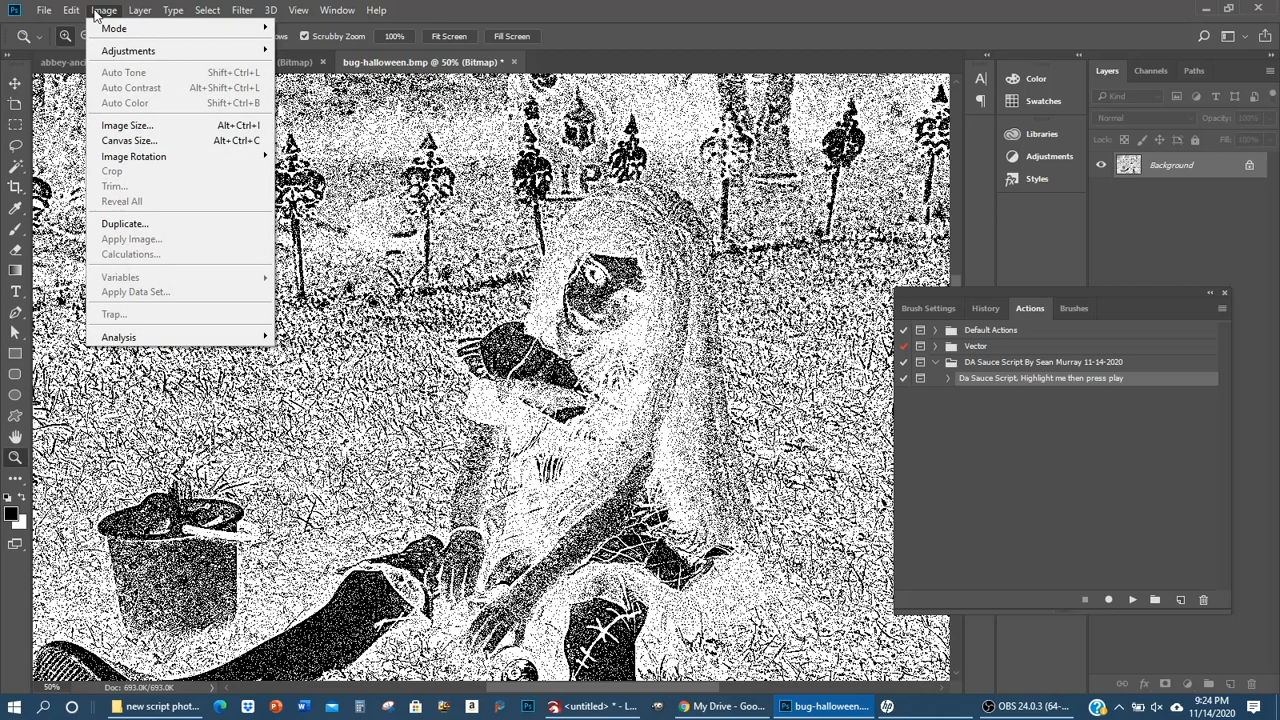 Ps File Edit Image Layer Type Select Filter 3D View Window Help
Scrubby Zoom 100% Fit Screen Fill Screen
(Bitmap) × bug-halloween.bmp @ 50% (Bitmap) * ×
Mode
Adjustments
Auto Tone Shift+Ctrl+L
Auto Contrast Alt+Shift+Ctrl+L
Auto Color Shift+Ctrl+B
Image Size... Alt+Ctrl+I
Canvas Size... Alt+Ctrl+C
Image Rotation
Crop
Trim...
Reveal All
Duplicate...
Apply Image...
Calculations...
Variables
Apply Data Set...
Trap...
Analysis
Color
Swatches
Libraries
Adjustments
Styles
Layers Channels Paths
Kind
Normal Opacity: 100%
Lock: Fill: 100%
Background
Brush Settings History Actions Brushes
Default Actions
Vector
DA Sauce Script By Sean Murray 11-14-2020
Da Sauce Script, Highlight me then press play
50% Doc: 693.0K/693.0K
new script phot... <untitled> * - L... My Drive - Goo... bug-halloween.... OBS 24.0.3 (64-...
9:24 PM
11/14/2020